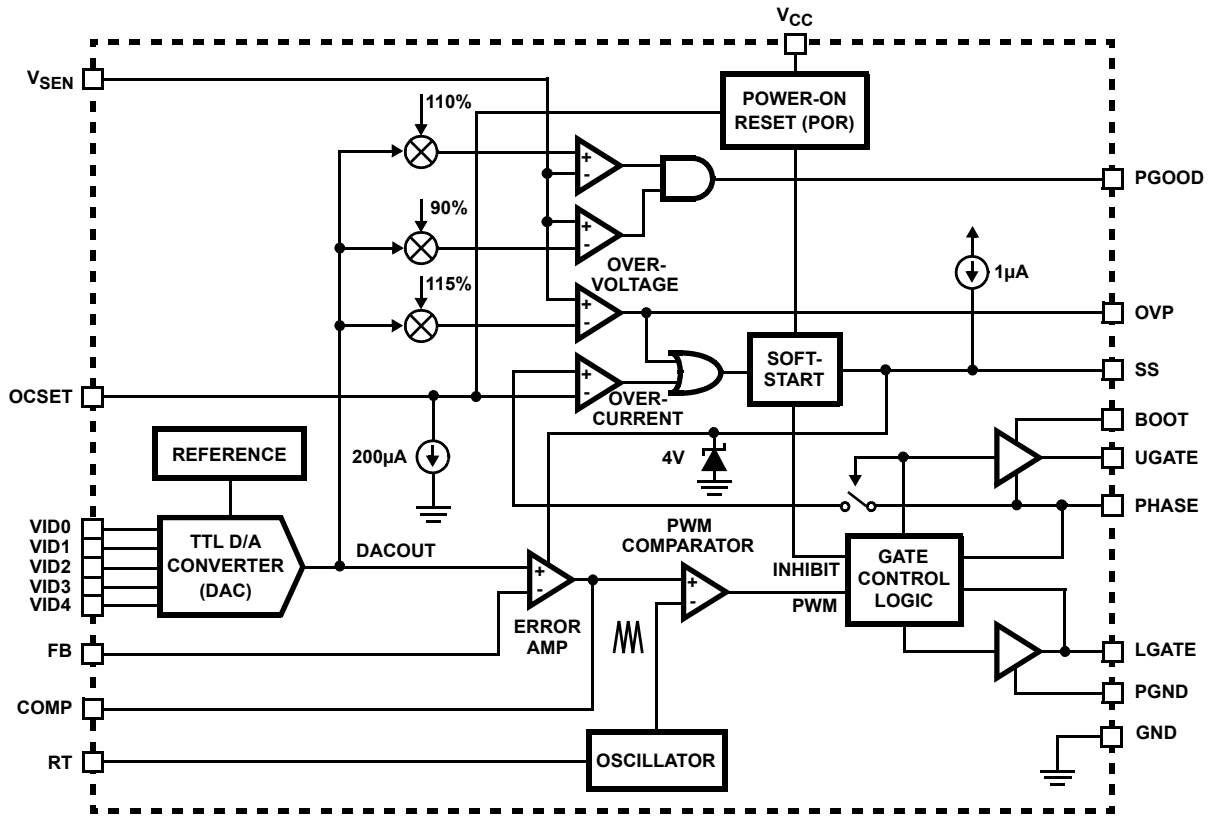 VCC
VSEN
110%
POWER-ON
RESET (POR)
+
-
PGOOD
90%
+
-
OVER-
VOLTAGE
1µA
115%
+
-
OVP
SOFT-
START
SS
OCSET
+
-
OVER-
CURRENT
BOOT
REFERENCE
200µA
4V
UGATE
PHASE
VID0
VID1
VID2
VID3
VID4
TTL D/A
CONVERTER
(DAC)
DACOUT
PWM
COMPARATOR
+
-
+
-
INHIBIT
PWM
GATE
CONTROL
LOGIC
ERROR
AMP
FB
LGATE
PGND
COMP
GND
RT
OSCILLATOR